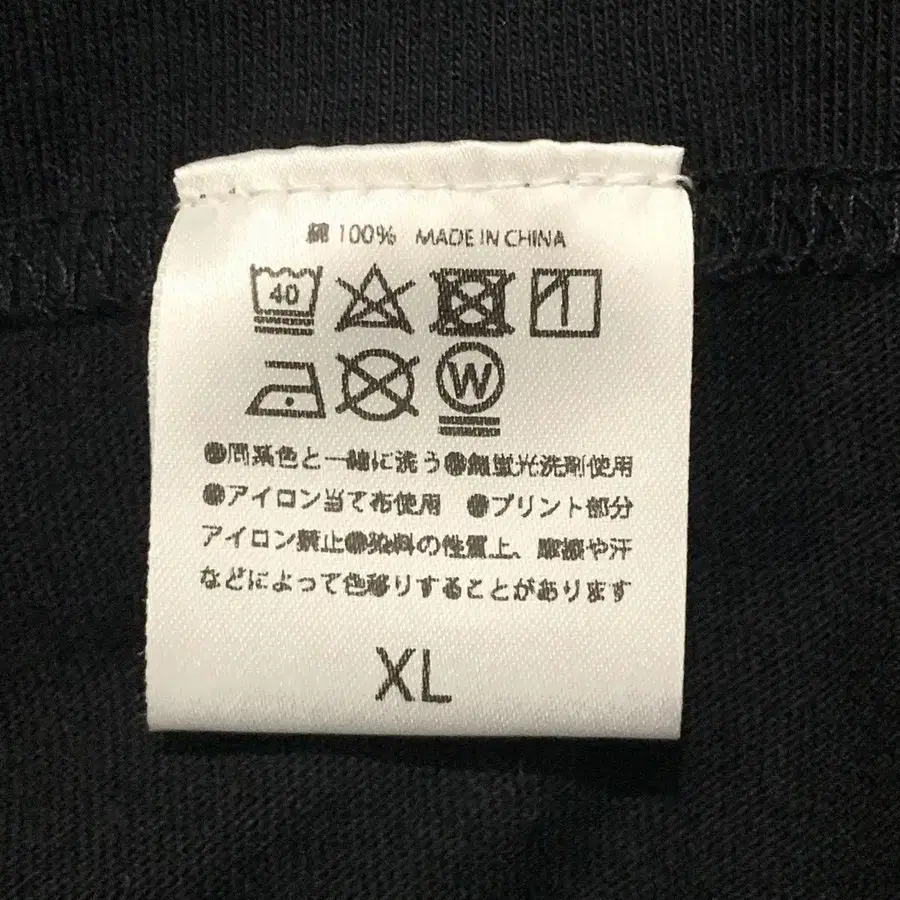 綿 100% MADE IN CHINA
40
W
●同系色と一緒に洗う●無蛍光洗剤使用
●アイロン当て布使用 ●プリント部分
アイロン禁止●染料の性質上、摩擦や汗
などによって色移りすることがあります
XL